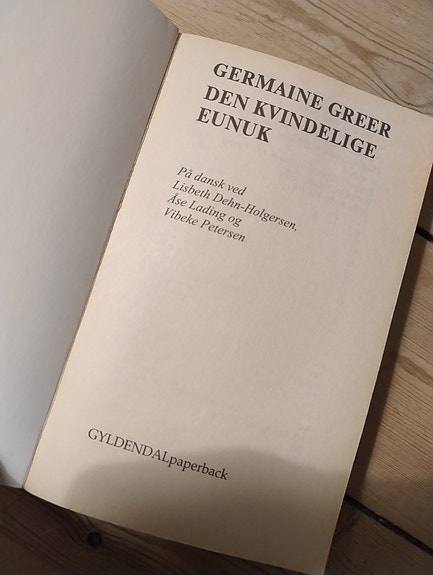 GERMAINE GREER
DEN KVINDELIGE
EUNUK
På dansk ved
Lisbeth Dehn-Holgersen,
Åse Lading og
Vibeke Petersen
GYLDENDALpaperback